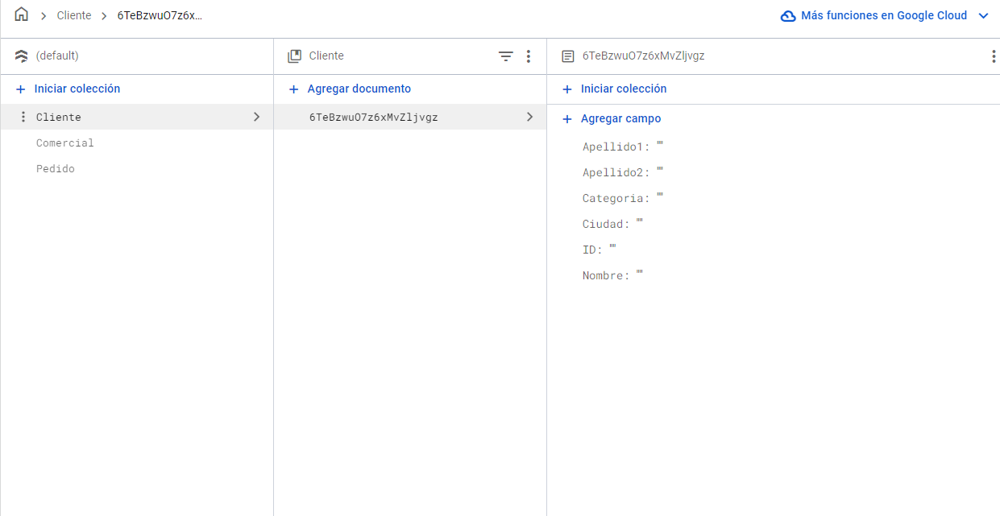 Cliente > 6TeBzwuO7z6x...
Más funciones en Google Cloud
(default)
Cliente
6TeBzwuO7z6xMvZljvgz
+ Iniciar colección
+ Agregar documento
+ Iniciar colección
Cliente
6TeBzwuO7z6xMvZljvgz
+ Agregar campo
Comercial
Pedido
Apellido1: ""
Apellido2: ""
Categoria: ""
Ciudad: ""
ID: ""
Nombre: ""